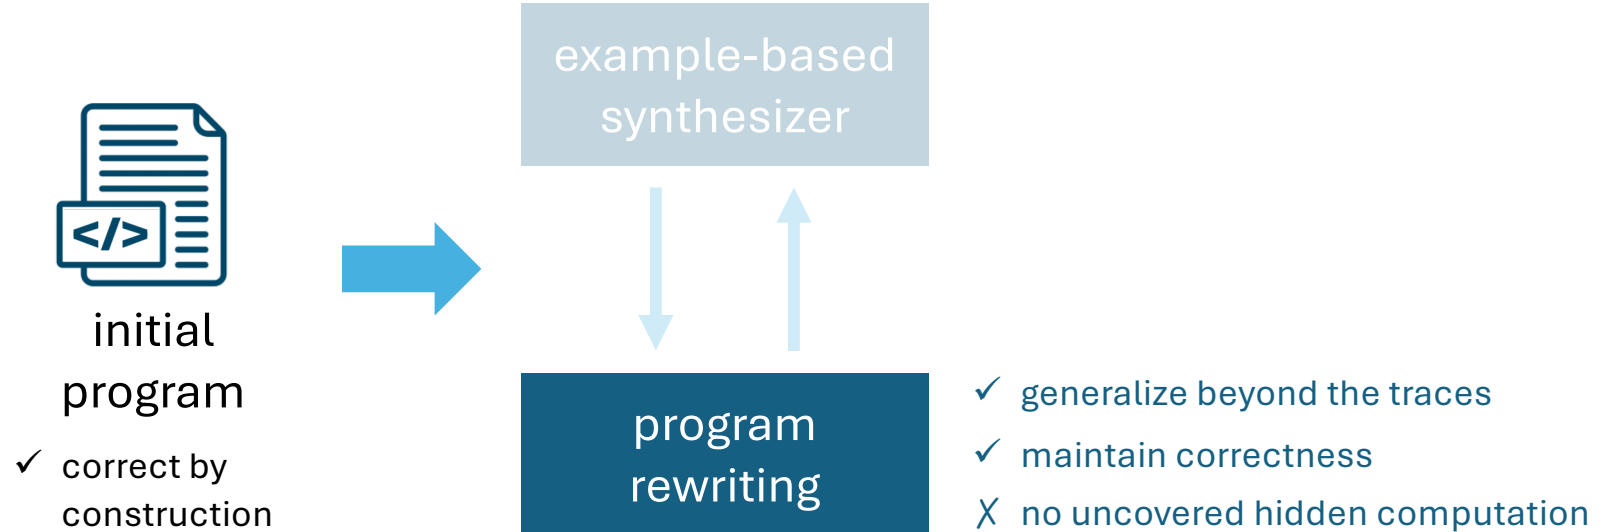 example-based
synthesizer
</>
initial
program
✓ correct by
construction
program
rewriting
✓ generalize beyond the traces
✓ maintain correctness
✗ no uncovered hidden computation